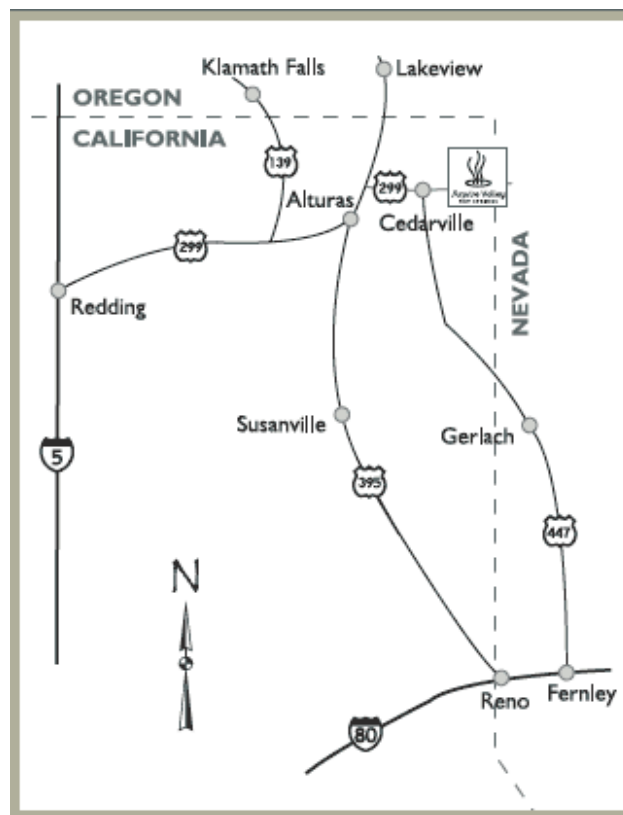 Klamath Falls
Lakeview
OREGON
CALIFORNIA
139
299
Alturas
Cedarville
299
NEVADA
Redding
Susanville
Gerlach
5
395
447
N
Reno
Fernley
80